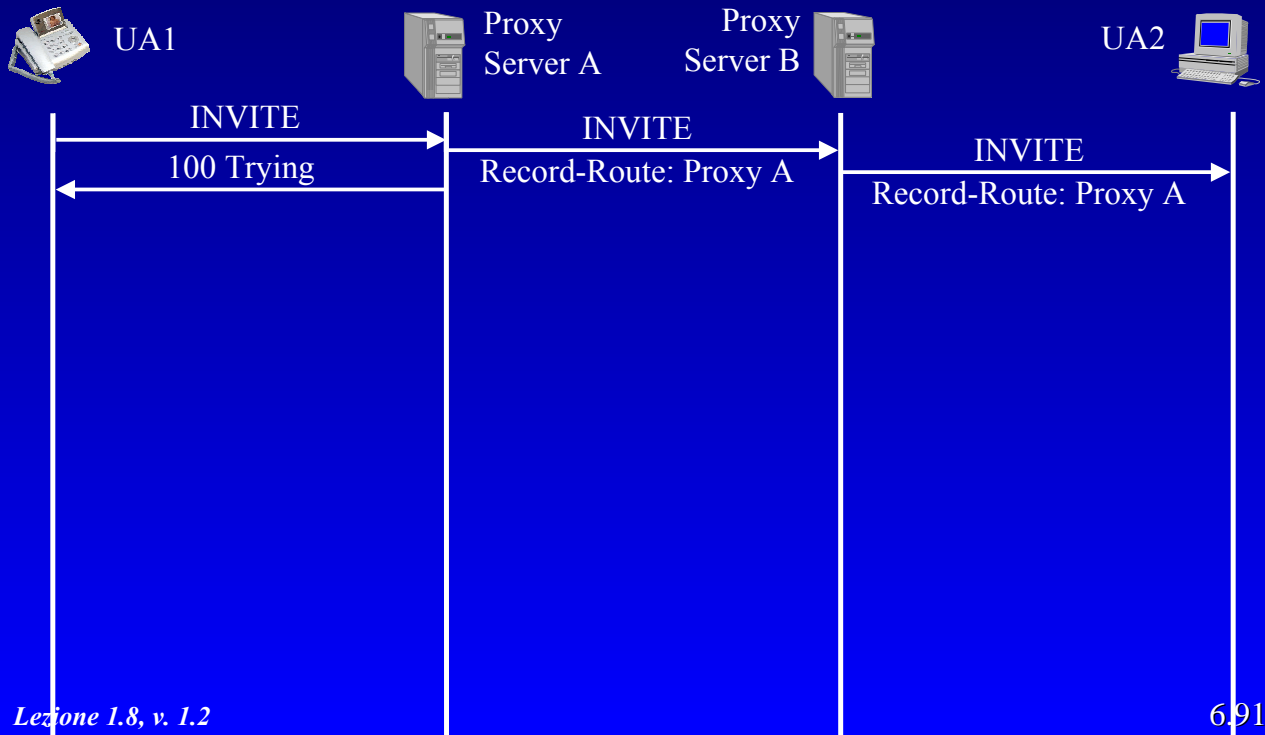 UA1
Proxy
Server A
Proxy
Server B
UA2
INVITE
100 Trying
INVITE
Record-Route: Proxy A
INVITE
Record-Route: Proxy A
Lezione 1.8, v. 1.2
6.91